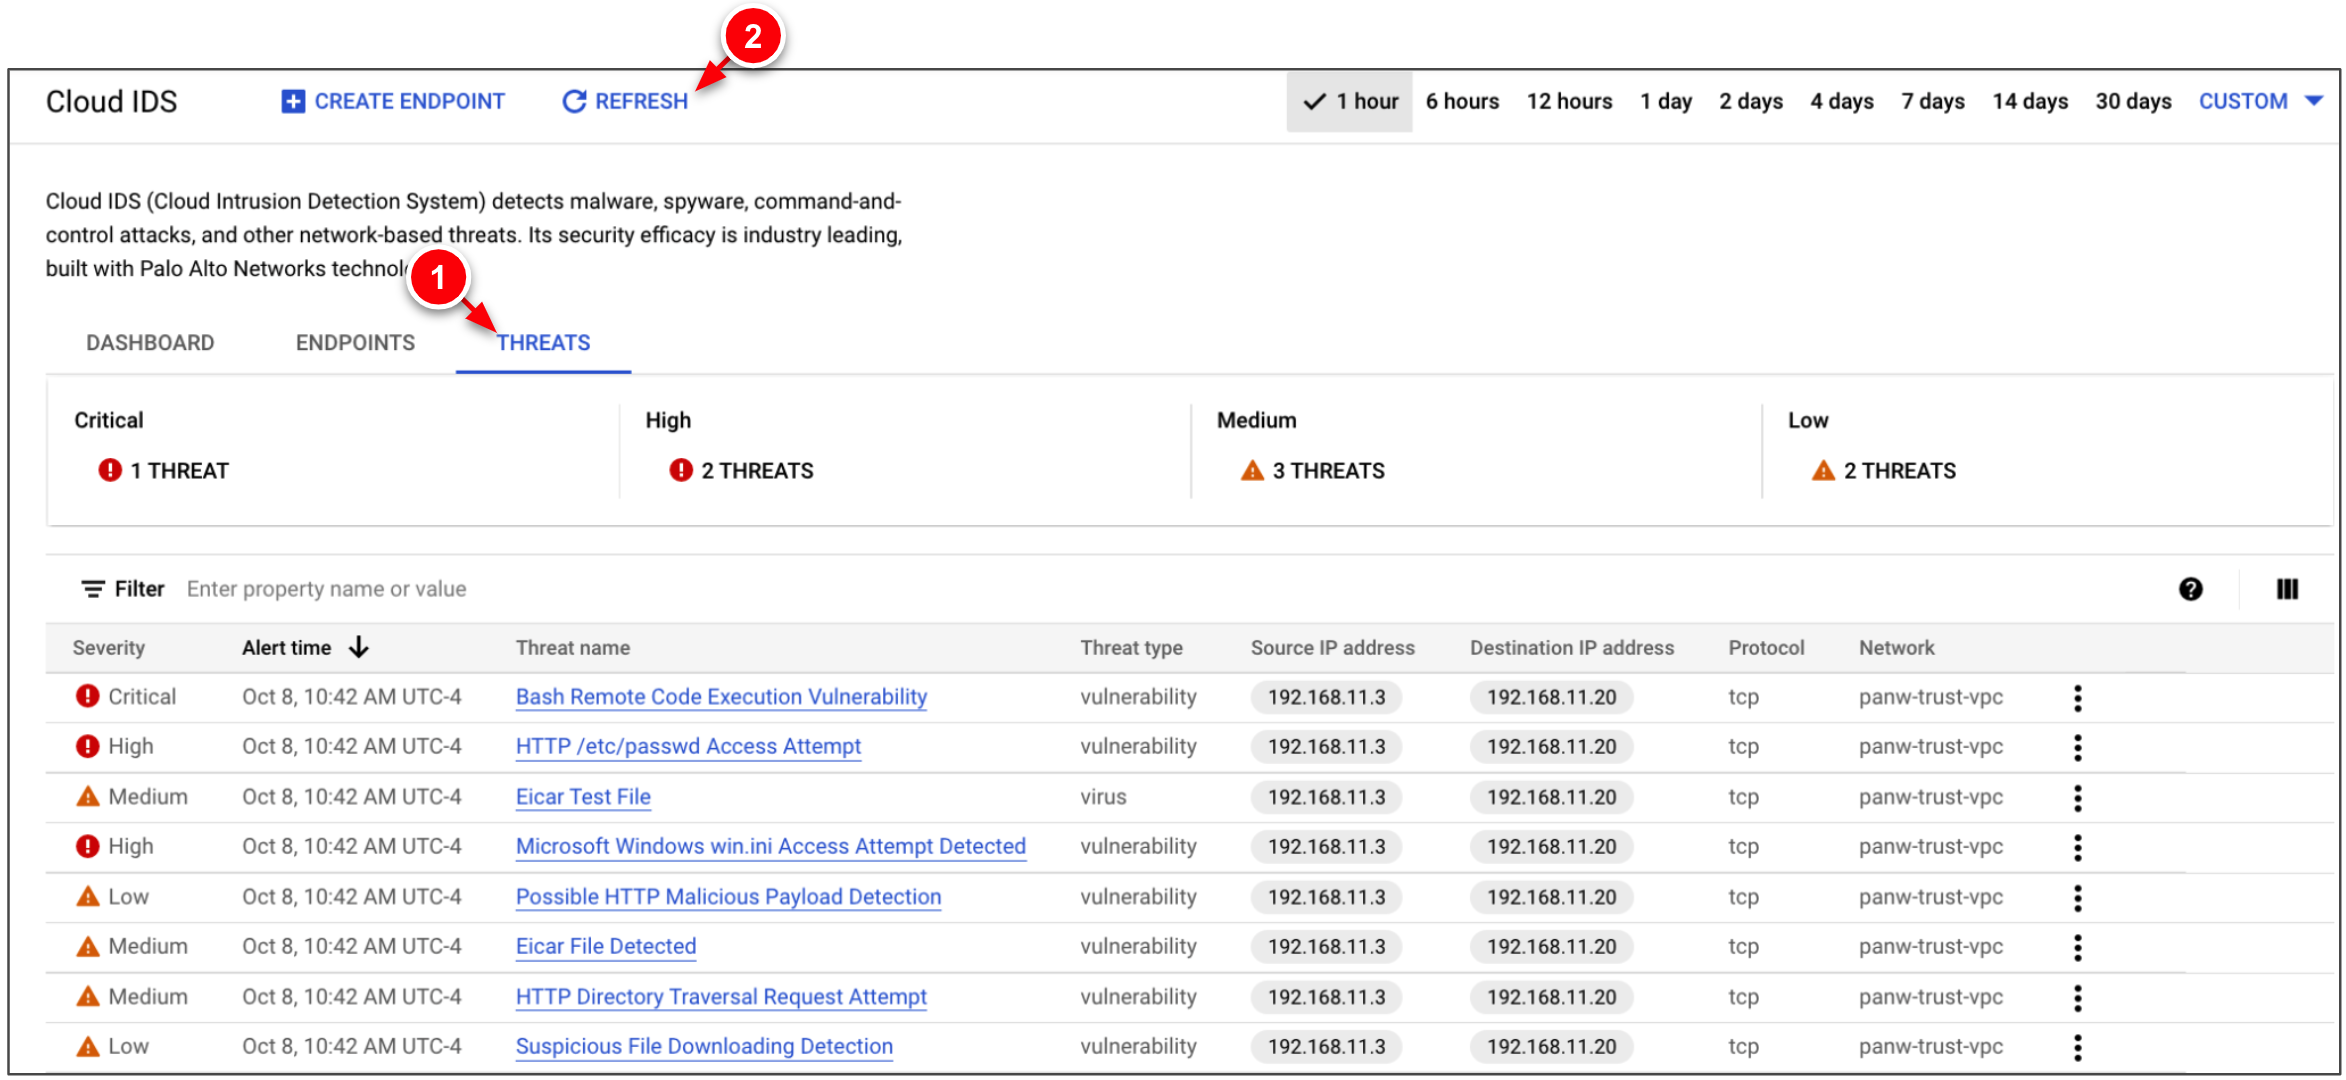 2
Cloud IDS CREATE ENDPOINT REFRESH 1 hour 6 hours 12 hours 1 day 2 days 4 days 7 days 14 days 30 days CUSTOM
Cloud IDS (Cloud Intrusion Detection System) detects malware, spyware, command-and-
control attacks, and other network-based threats. Its security efficacy is industry leading,
built with Palo Alto Networks
1
DASHBOARD ENDPOINTS THREATS
Critical High Medium Low
1 THREAT 2 THREATS 3 THREATS 2 THREATS
Filter Enter property name or value
Severity Alert time Threat name Threat type Source IP address Destination IP address Protocol Network
Critical Oct 8, 10:42 AM UTC-4 Bash Remote Code Execution Vulnerability vulnerability 192.168.11.3 192.168.11.20 tcp panw-trust-vpc
High Oct 8, 10:42 AM UTC-4 HTTP /etc/passwd Access Attempt vulnerability 192.168.11.3 192.168.11.20 tcp panw-trust-vpc
Medium Oct 8, 10:42 AM UTC-4 Eicar Test File virus 192.168.11.3 192.168.11.20 tcp panw-trust-vpc
High Oct 8, 10:42 AM UTC-4 Microsoft Windows win.ini Access Attempt Detected vulnerability 192.168.11.3 192.168.11.20 tcp panw-trust-vpc
Low Oct 8, 10:42 AM UTC-4 Possible HTTP Malicious Payload Detection vulnerability 192.168.11.3 192.168.11.20 tcp panw-trust-vpc
Medium Oct 8, 10:42 AM UTC-4 Eicar File Detected vulnerability 192.168.11.3 192.168.11.20 tcp panw-trust-vpc
Medium Oct 8, 10:42 AM UTC-4 HTTP Directory Traversal Request Attempt vulnerability 192.168.11.3 192.168.11.20 tcp panw-trust-vpc
Low Oct 8, 10:42 AM UTC-4 Suspicious File Downloading Detection vulnerability 192.168.11.3 192.168.11.20 tcp panw-trust-vpc